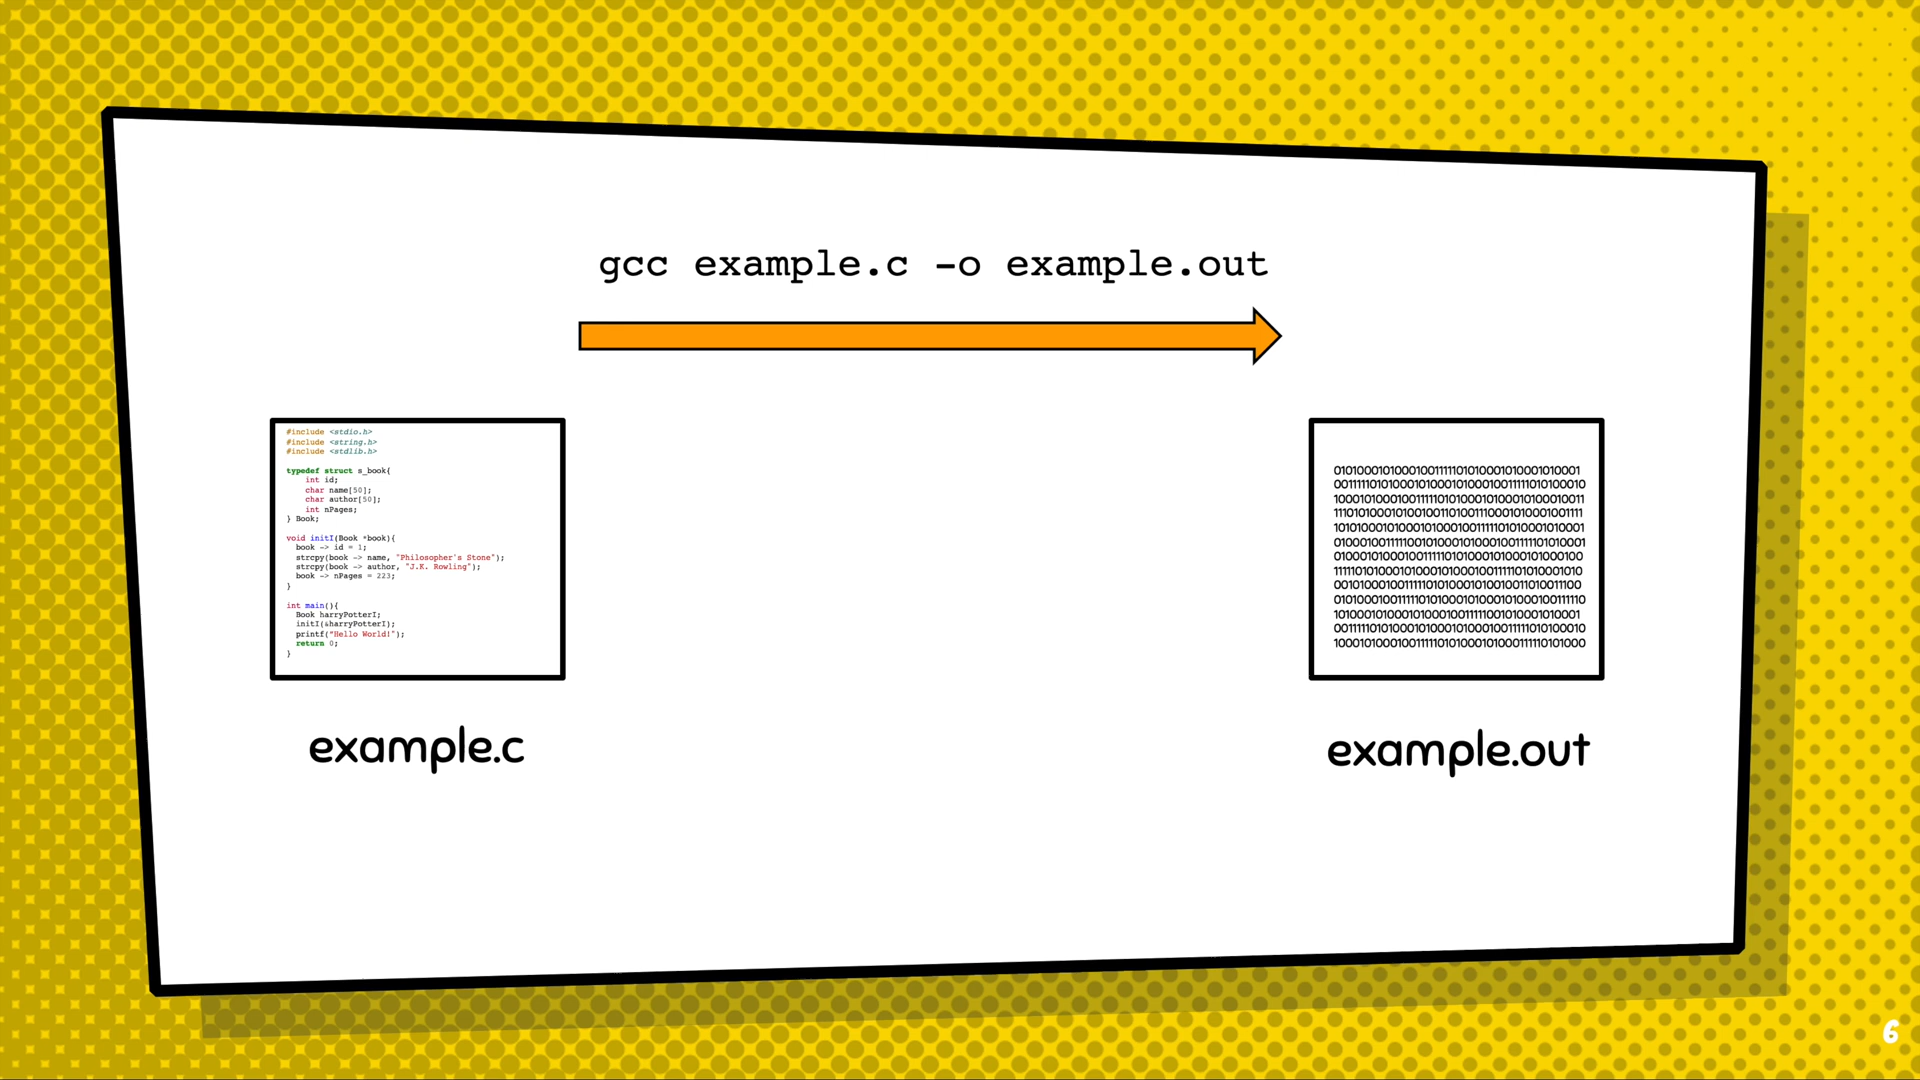 gcc example.c -o example.out
#include <stdio.h>
#include <string.h>
#include <stdlib.h>
typedef struct s_book{
int id;
char name[50];
char author[50];
int nPages;
} Book;
void initI(Book *book){
book -> id = 1;
strcpy(book -> name, "Philosopher's Stone");
strcpy(book -> author, "J.K. Rowling");
book -> nPages = 223;
}
int main(){
Book harryPotterI;
initI(&harryPotterI);
printf("Hello World!");
return 0;
}
example.c
example.out
6